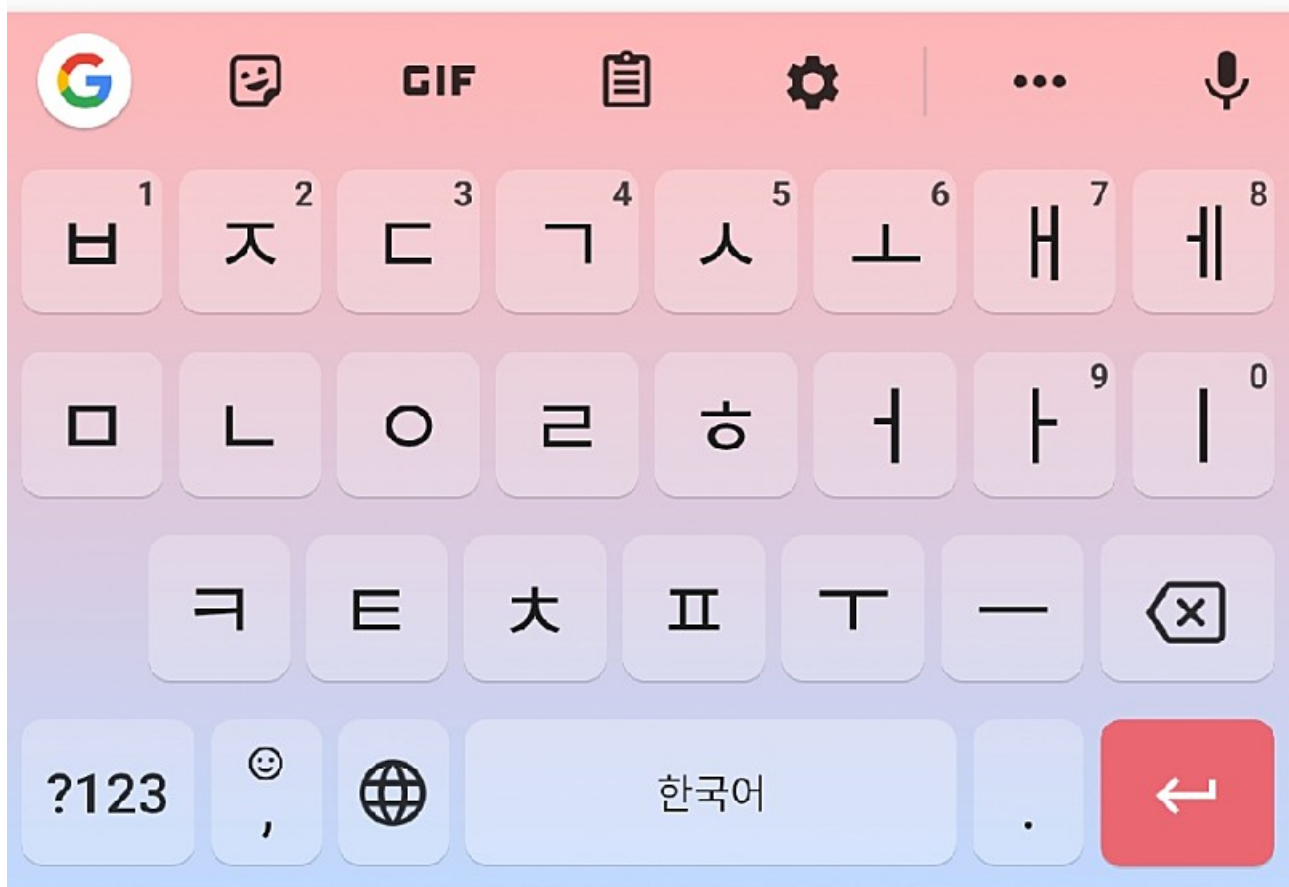 G GIF
1 2 3 4 5 6 7 8
ㅂ ㅈ ㄷ ㄱ ㅅ ㅗ ㅐ ㅔ
9 0
ㅁ ㄴ ㅇ ㄹ ㅎ ㅓ ㅏ ㅣ
ㅋ ㅌ ㅊ ㅍ ㅜ ㅡ
?123 , 한국어 .